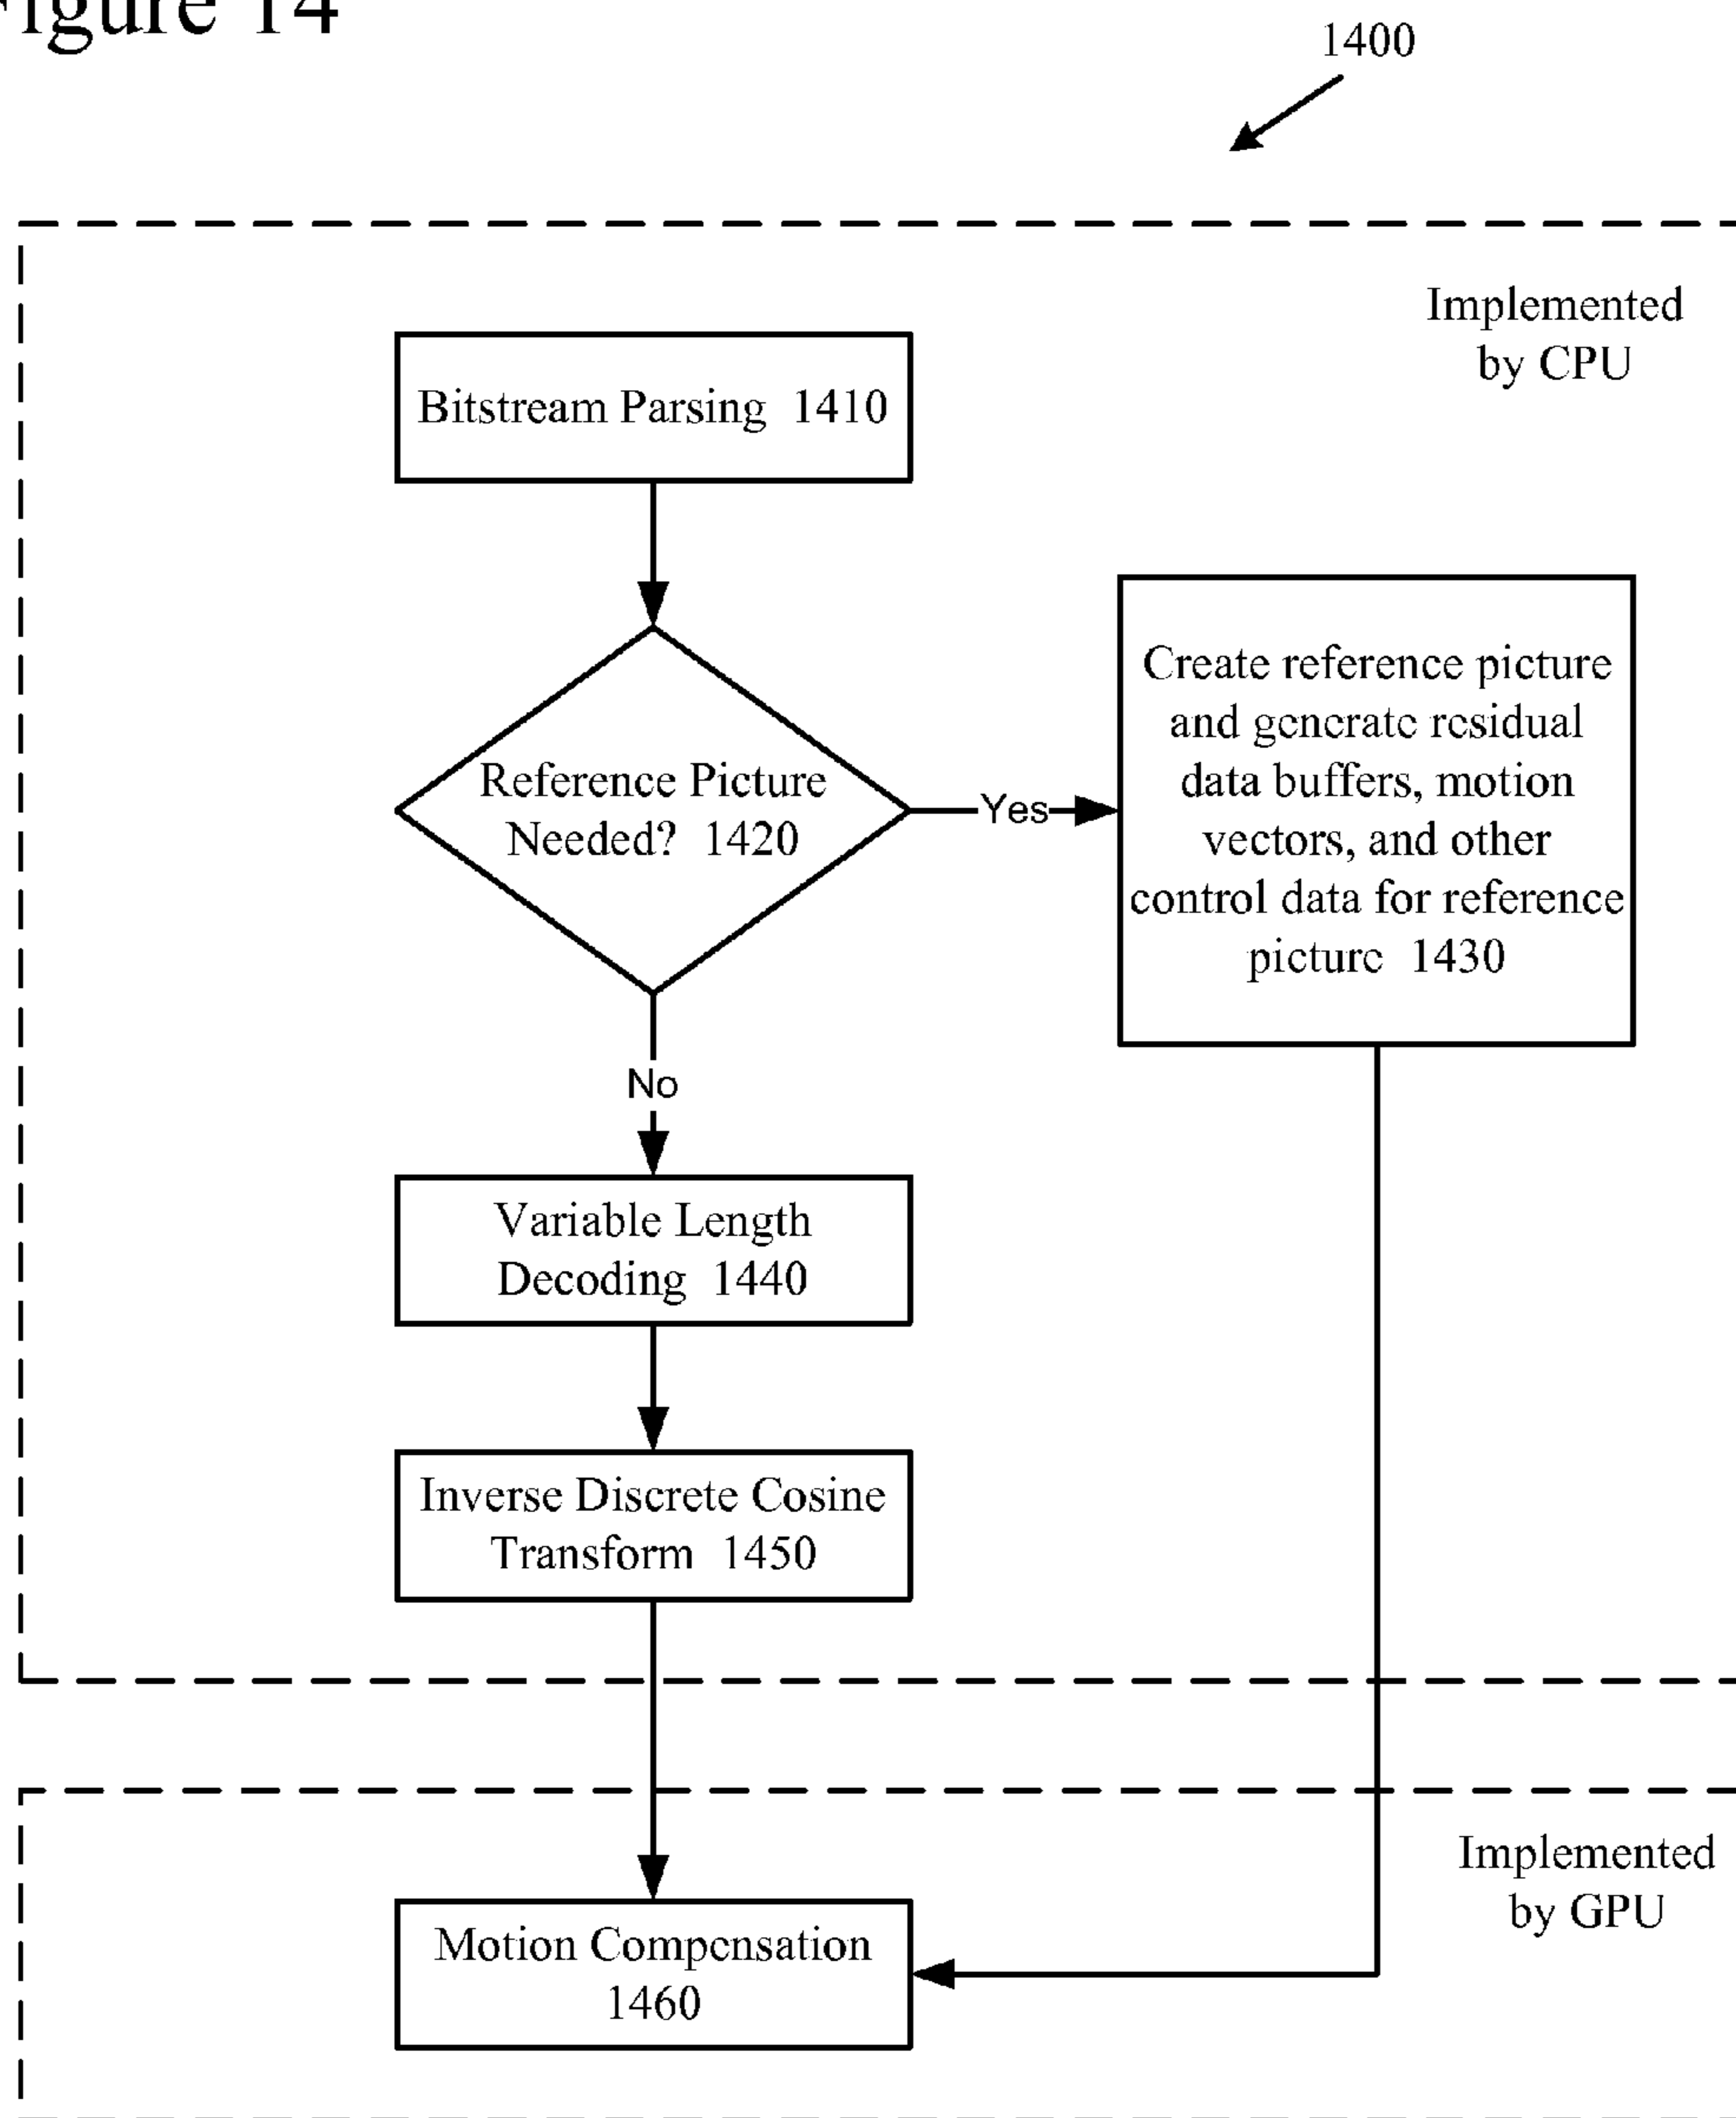 Figure 14
1400
Implemented
by CPU
Bitstream Parsing 1410
Reference Picture
Needed? 1420
Yes
Create reference picture
and generate residual
data buffers, motion
vectors, and other
control data for reference
picture 1430
No
Variable Length
Decoding 1440
Inverse Discrete Cosine
Transform 1450
Implemented
by GPU
Motion Compensation
1460